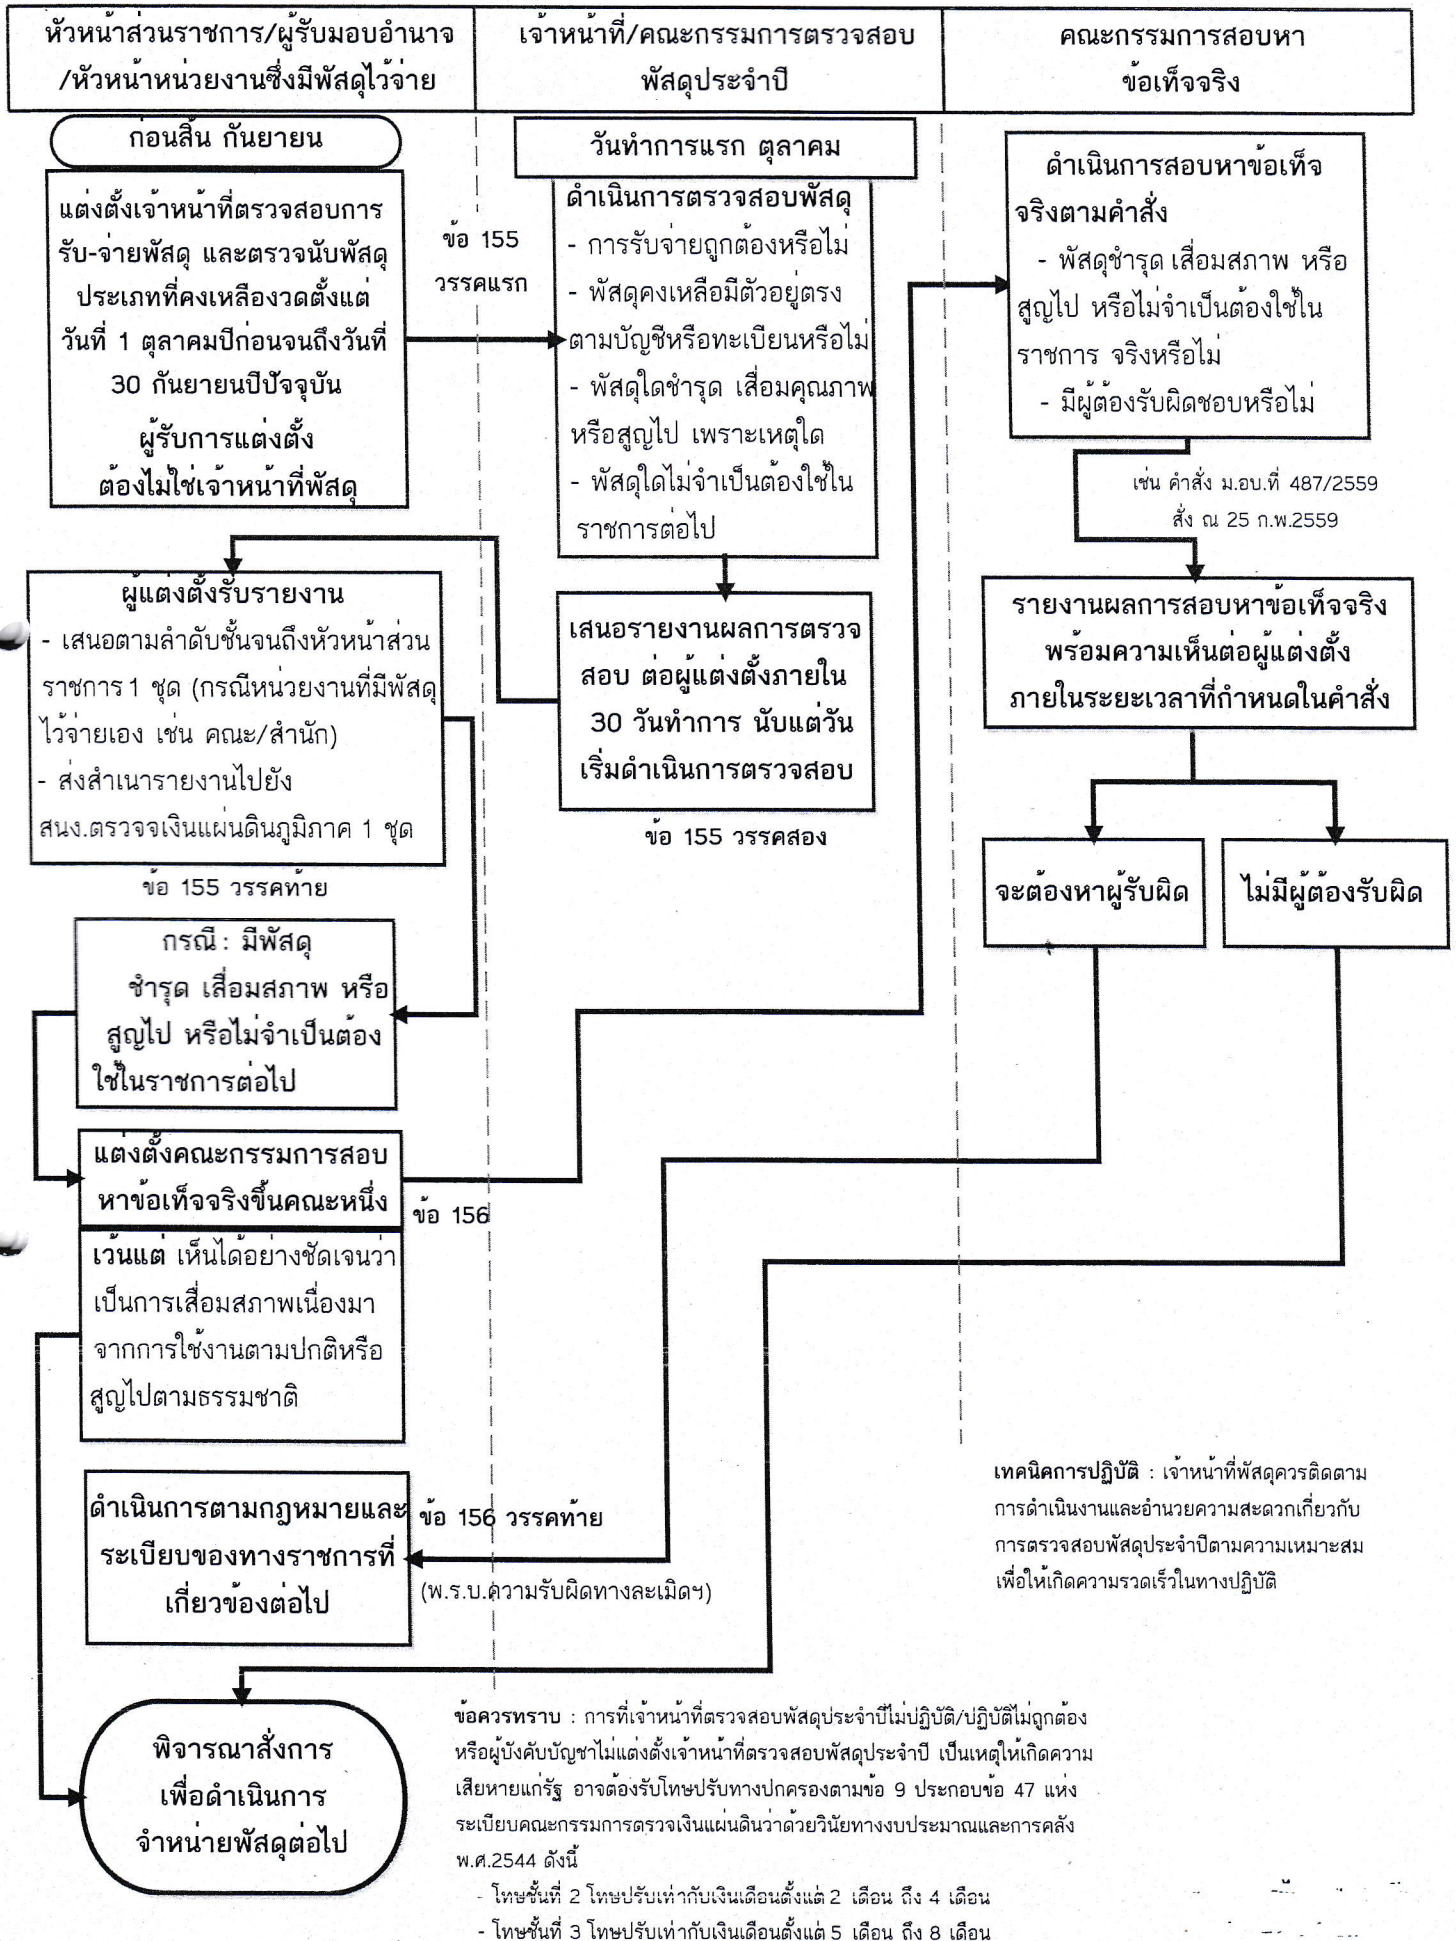 หัวหน้าส่วนราชการ/ผู้รับมอบอำนาจ
/หัวหน้าหน่วยงานซึ่งมีพัสดุไว้จ่าย
เจ้าหน้าที่/คณะกรรมการตรวจสอบ
พัสดุประจำปี
คณะกรรมการสอบหา
ข้อเท็จจริง
ก่อนสิ้น กันยายน
แต่งตั้งเจ้าหน้าที่ตรวจสอบการ
รับ-จ่ายพัสดุ และตรวจนับพัสดุ
ประเภทที่คงเหลืองวดตั้งแต่
วันที่ 1 ตุลาคมปีก่อนจนถึงวันที่
30 กันยายนปีปัจจุบัน
ผู้รับการแต่งตั้ง
ต้องไม่ใช่เจ้าหน้าที่พัสดุ
ข้อ 155
วรรคแรก
วันทำการแรก ตุลาคม
ดำเนินการตรวจสอบพัสดุ
- การรับจ่ายถูกต้องหรือไม่
- พัสดุคงเหลือมีตัวอยู่ตรง
ตามบัญชีหรือทะเบียนหรือไม่
- พัสดุใดชำรุด เสื่อมคุณภาพ
หรือสูญไป เพราะเหตุใด
- พัสดุใดไม่จำเป็นต้องใช้ใน
ราชการต่อไป
ดำเนินการสอบหาข้อเท็จ
จริงตามคำสั่ง
- พัสดุชำรุด เสื่อมสภาพ หรือ
สูญไป หรือไม่จำเป็นต้องใช้ใน
ราชการ จริงหรือไม่
- มีผู้ต้องรับผิดชอบหรือไม่
เช่น คำสั่ง ม.อบ.ที่ 487/2559
สั่ง ณ 25 ก.พ.2559
ผู้แต่งตั้งรับรายงาน
- เสนอตามลำดับชั้นจนถึงหัวหน้าส่วน
ราชการ 1 ชุด (กรณีหน่วยงานที่มีพัสดุ
ไว้จ่ายเอง เช่น คณะ/สำนัก)
- ส่งสำเนารายงานไปยัง
สนง.ตรวจจเงินแผ่นดินภูมิภาค 1 ชุด
ข้อ 155 วรรคท้าย
เสนอรายงานผลการตรวจ
สอบ ต่อผู้แต่งตั้งภายใน
30 วันทำการ นับแต่วัน
เริ่มดำเนินการตรวจสอบ
ข้อ 155 วรรคสอง
รายงานผลการสอบหาข้อเท็จจริง
พร้อมความเห็นต่อผู้แต่งตั้ง
ภายในระยะเวลาที่กำหนดในคำสั่ง
จะต้องหาผู้รับผิด
ไม่มีผู้ต้องรับผิด
กรณี : มีพัสดุ
ชำรุด เสื่อมสภาพ หรือ
สูญไป หรือไม่จำเป็นต้อง
ใช้ในราชการต่อไป
แต่งตั้งคณะกรรมการสอบ
หาข้อเท็จจริงขึ้นคณะหนึ่ง
ข้อ 156
เว้นแต่ เห็นได้อย่างชัดเจนว่า
เป็นการเสื่อมสภาพเนื่องมา
จากการใช้งานตามปกติหรือ
สูญไปตามธรรมชาติ
ดำเนินการตามกฎหมายและ
ระเบียบของทางราชการที่
เกี่ยวข้องต่อไป
ข้อ 156 วรรคท้าย
(พ.ร.บ.ความรับผิดทางละเมิดฯ)
เทคนิคการปฏิบัติ : เจ้าหน้าที่พัสดุควรติดตาม
การดำเนินงานและอำนวยความสะดวกเกี่ยวกับ
การตรวจสอบพัสดุประจำปีตามความเหมาะสม
เพื่อให้เกิดความรวดเร็วในทางปฏิบัติ
พิจารณาสั่งการ
เพื่อดำเนินการ
จำหน่ายพัสดุต่อไป
ข้อควรทราบ : การที่เจ้าหน้าที่ตรวจสอบพัสดุประจำปีไม่ปฏิบัติ/ปฏิบัติไม่ถูกต้อง
หรือผู้บังคับบัญชาไม่แต่งตั้งเจ้าหน้าที่ตรวจสอบพัสดุประจำปี เป็นเหตุให้เกิดความ
เสียหายแก่รัฐ อาจต้องรับโทษปรับทางปกครองตามข้อ 9 ประกอบข้อ 47 แห่ง
ระเบียบคณะกรรมการตรวจเงินแผ่นดินว่าด้วยวินัยทางงบประมาณและการคลัง
พ.ศ.2544 ดังนี้
- โทษชั้นที่ 2 โทษปรับเท่ากับเงินเดือนตั้งแต่ 2 เดือน ถึง 4 เดือน
- โทษชั้นที่ 3 โทษปรับเท่ากับเงินเดือนตั้งแต่ 5 เดือน ถึง 8 เดือน